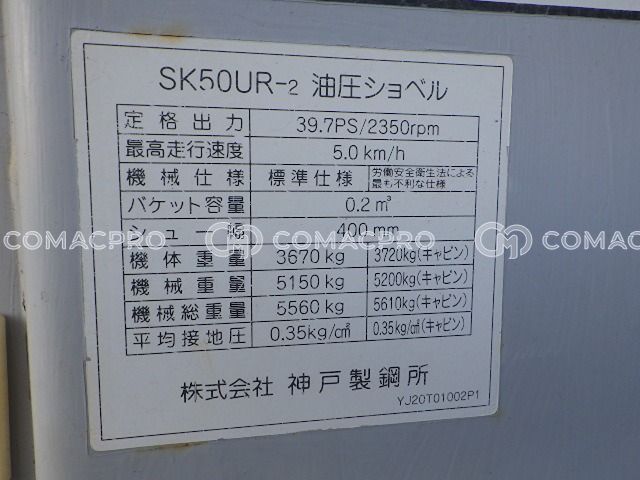 SK50UR-2 油圧ショベル
定格出力 39.7PS/2350rpm
最高走行速度 5.0 km/h
機械仕様 標準仕様 労働安全衛生法による
最も不利な仕様
バケット容量 0.2 m³
シュー幅 400 mm
機体重量 3670 kg 3720kg(キャビン)
機械重量 5150 kg 5200kg(キャビン)
機械総重量 5560 kg 5610kg(キャビン)
平均接地圧 0.35kg/c㎡ 0.35kg/c㎡(キャビン)
株式会社 神戸製鋼所
YJ20T01002P1
COMACPRO COMACPRO COMACPRO